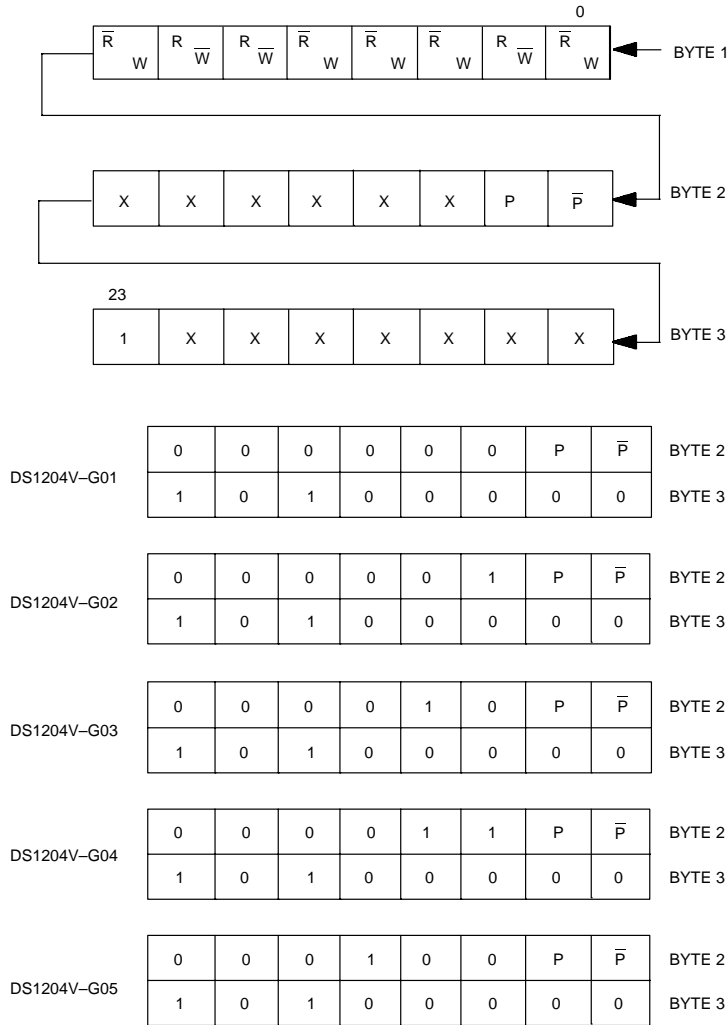 0
R̅ W R W̅ R W̅ R̅ W R̅ W R̅ W R W̅ R̅ W BYTE 1
X X X X X X P P̅ BYTE 2
23
1 X X X X X X X BYTE 3
0 0 0 0 0 0 P P̅ BYTE 2
DS1204V–G01
1 0 1 0 0 0 0 0 BYTE 3
0 0 0 0 0 1 P P̅ BYTE 2
DS1204V–G02
1 0 1 0 0 0 0 0 BYTE 3
0 0 0 0 1 0 P P̅ BYTE 2
DS1204V–G03
1 0 1 0 0 0 0 0 BYTE 3
0 0 0 0 1 1 P P̅ BYTE 2
DS1204V–G04
1 0 1 0 0 0 0 0 BYTE 3
0 0 0 1 0 0 P P̅ BYTE 2
DS1204V–G05
1 0 1 0 0 0 0 0 BYTE 3